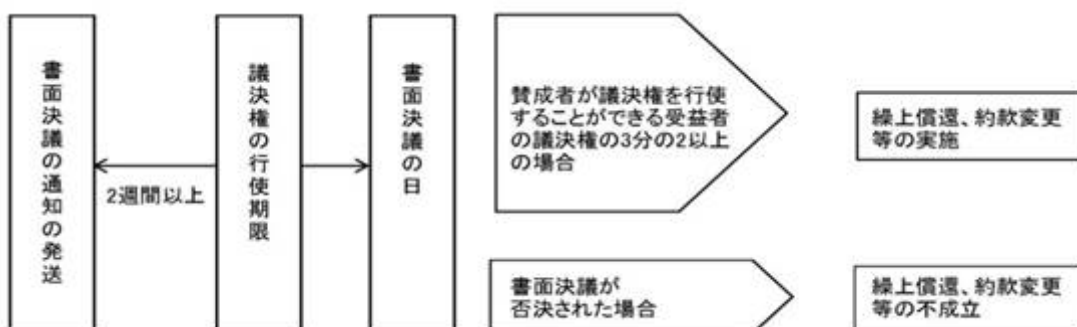 書面決議の通知の発送
2週間以上
議決権の行使期限
書面決議の日
賛成者が議決権を行使
することができる受益者
の議決権の3分の2以上
の場合
繰上償還、約款変更
等の実施
書面決議が
否決された場合
繰上償還、約款変更
等の不成立